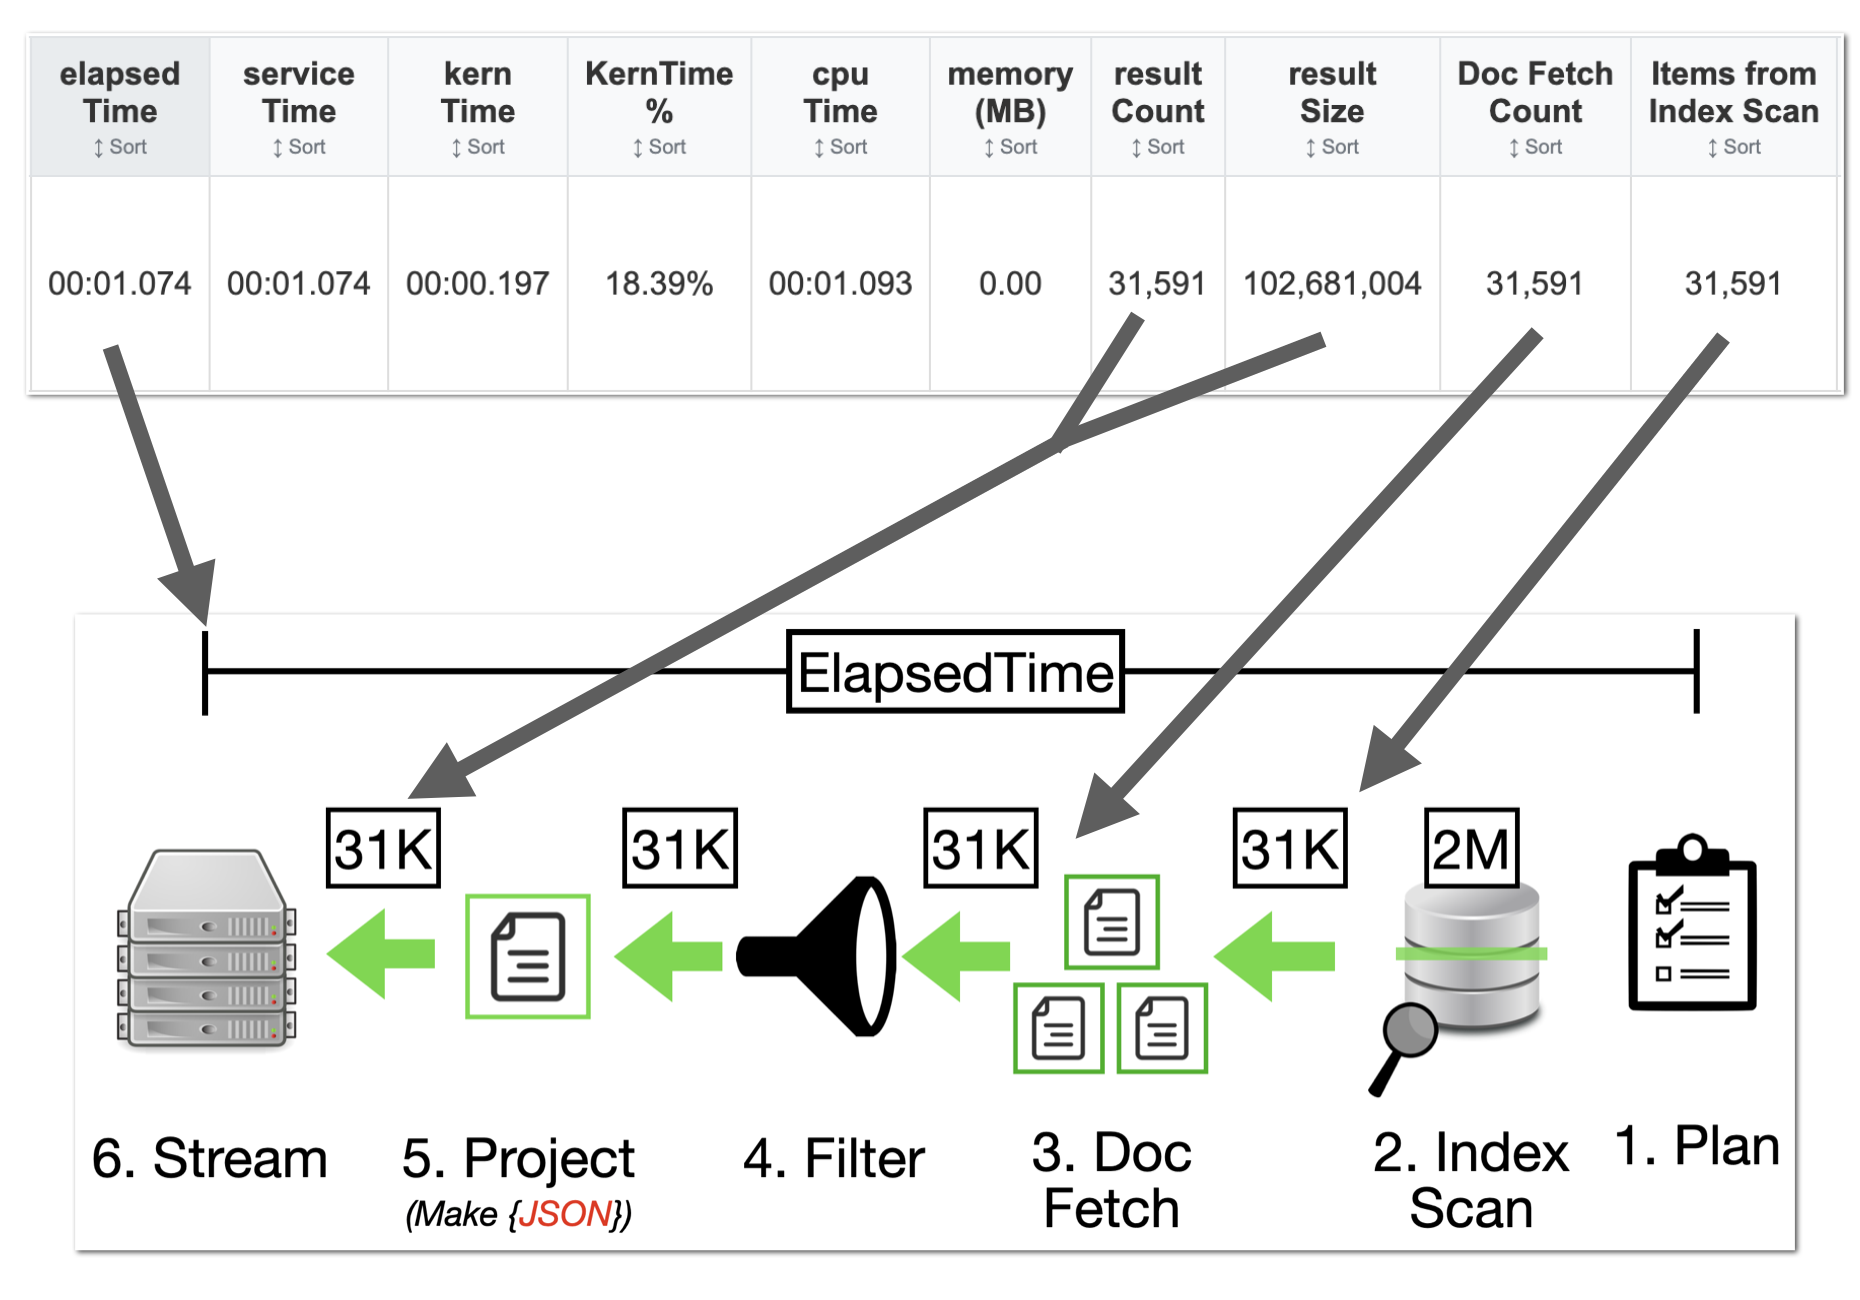 elapsed Time
↕ Sort
service Time
↕ Sort
kern Time
↕ Sort
KernTime %
↕ Sort
cpu Time
↕ Sort
memory (MB)
↕ Sort
result Count
↕ Sort
result Size
↕ Sort
Doc Fetch Count
↕ Sort
Items from Index Scan
↕ Sort
00:01.074
00:01.074
00:00.197
18.39%
00:01.093
0.00
31,591
102,681,004
31,591
31,591
ElapsedTime
31K
31K
31K
31K
2M
6. Stream
5. Project
(Make {JSON})
4. Filter
3. Doc
Fetch
2. Index
Scan
1. Plan